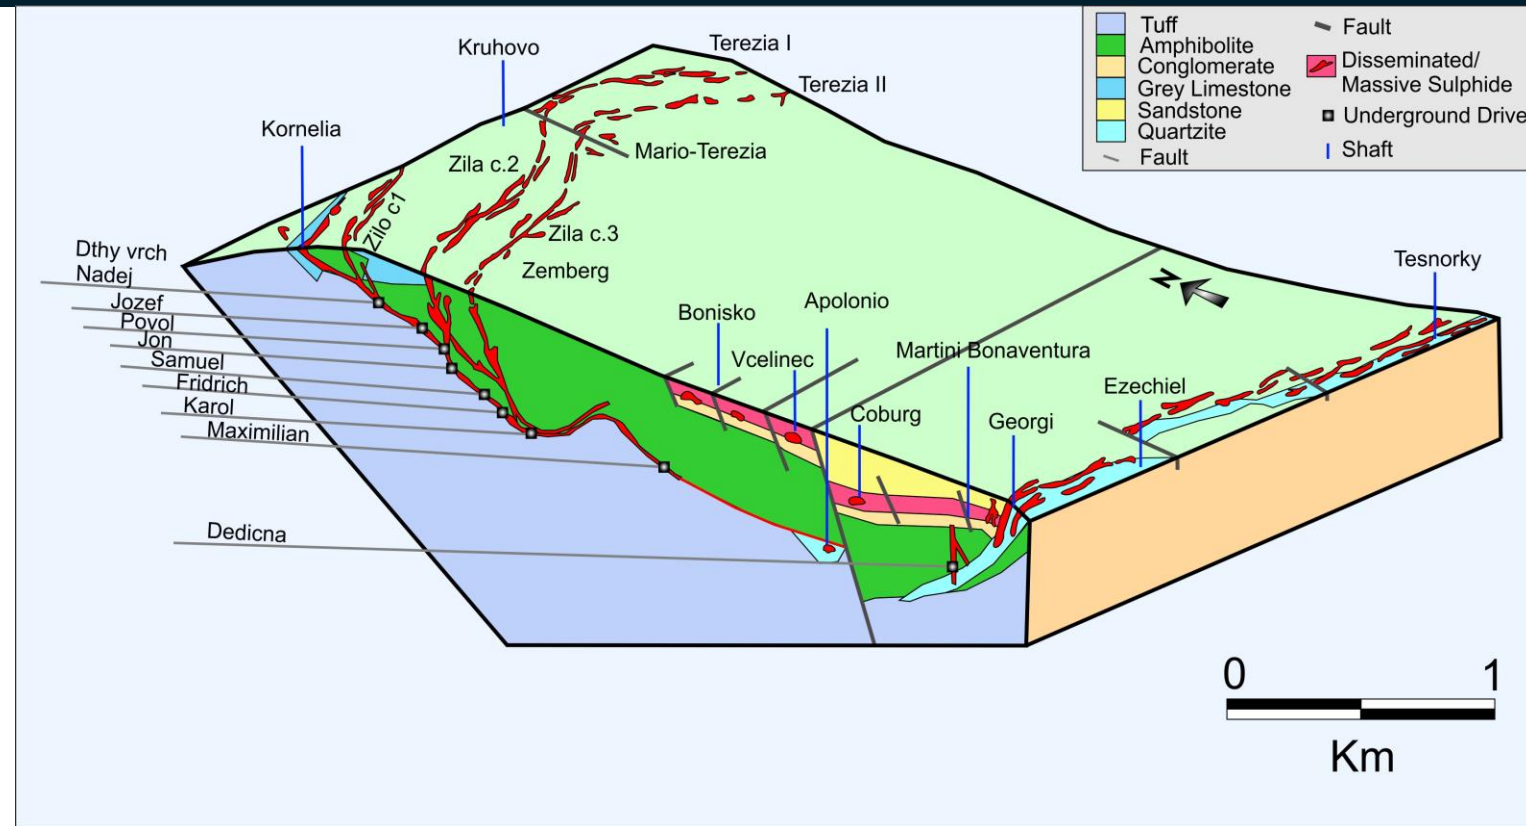 Kruhovo
Terezia I
Terezia II
Kornelia
Mario-Terezia
Zila c.2
Zilo c1
Zila c.3
Zemberg
Dthy vrch
Nadej
Jozef
Povol
Jon
Samuel
Fridrich
Karol
Maximilian
Dedicna
Bonisko
Apolonio
Vcelinec
Martini Bonaventura
Coburg
Georgi
Ezechiel
Tesnorky
N
Tuff
Amphibolite
Conglomerate
Grey Limestone
Sandstone
Quartzite
Fault
Fault
Disseminated/
Massive Sulphide
Underground Drive
Shaft
0 1
Km